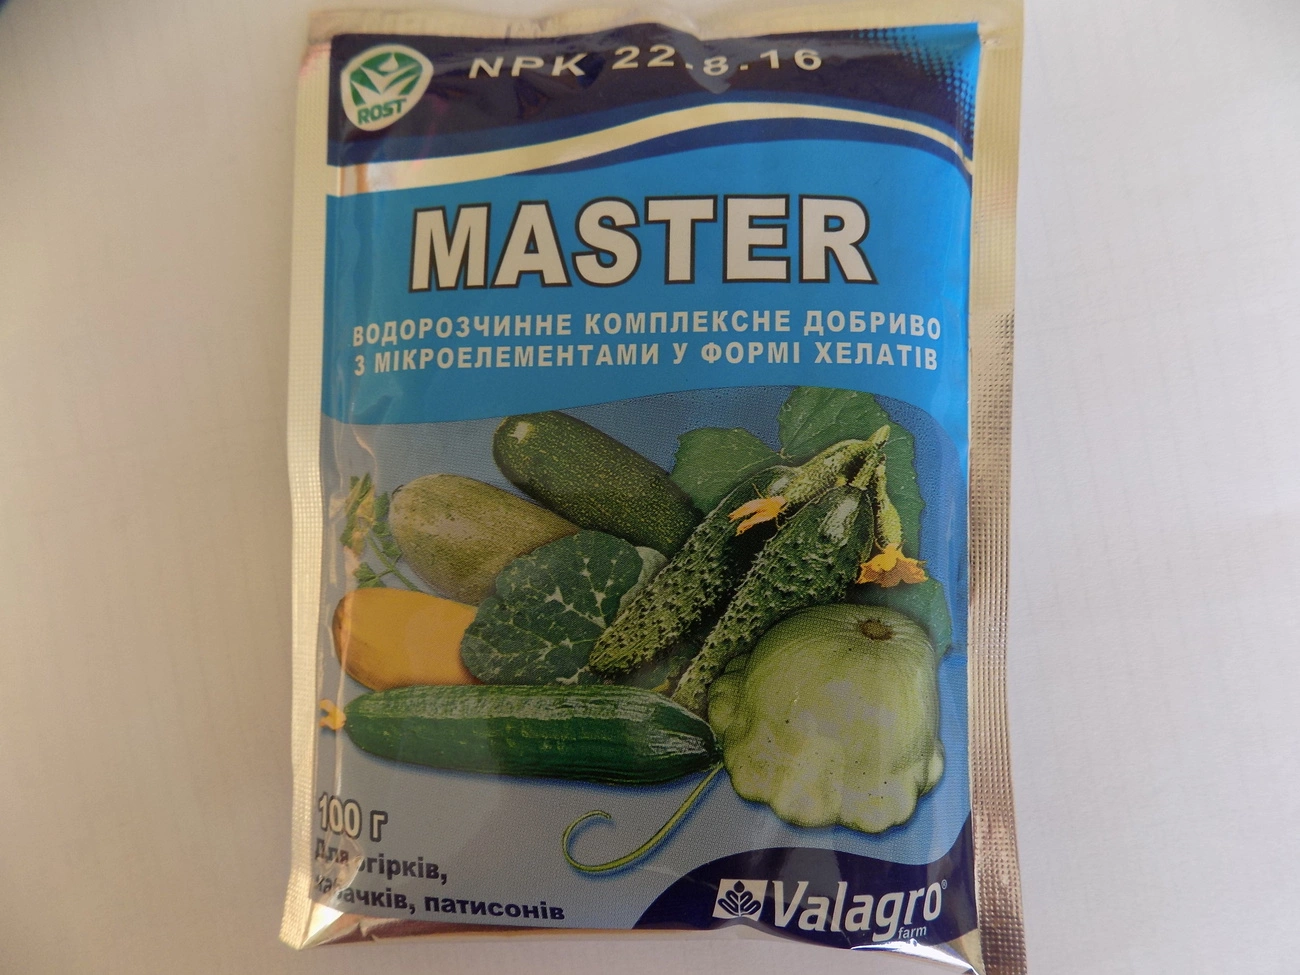 NPK 22.8.16
ROST
MASTER
ВОДОРОЗЧИННЕ КОМПЛЕКСНЕ ДОБРИВО
З МІКРОЕЛЕМЕНТАМИ У ФОРМІ ХЕЛАТІВ
100 г
Для огірків,
кабачків, патисонів
Valagro®
farm